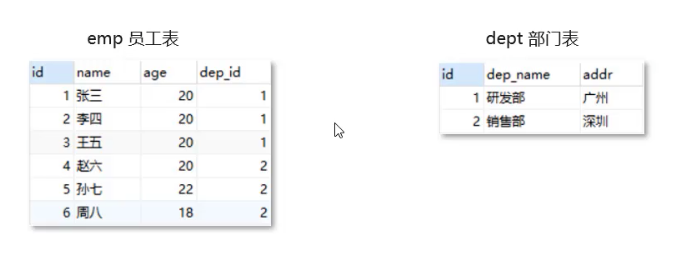 emp 员工表
id name age dep_id
1 张三 20 1
2 李四 20 1
3 王五 20 1
4 赵六 20 2
5 孙七 22 2
6 周八 18 2
dept 部门表
id dep_name addr
1 研发部 广州
2 销售部 深圳